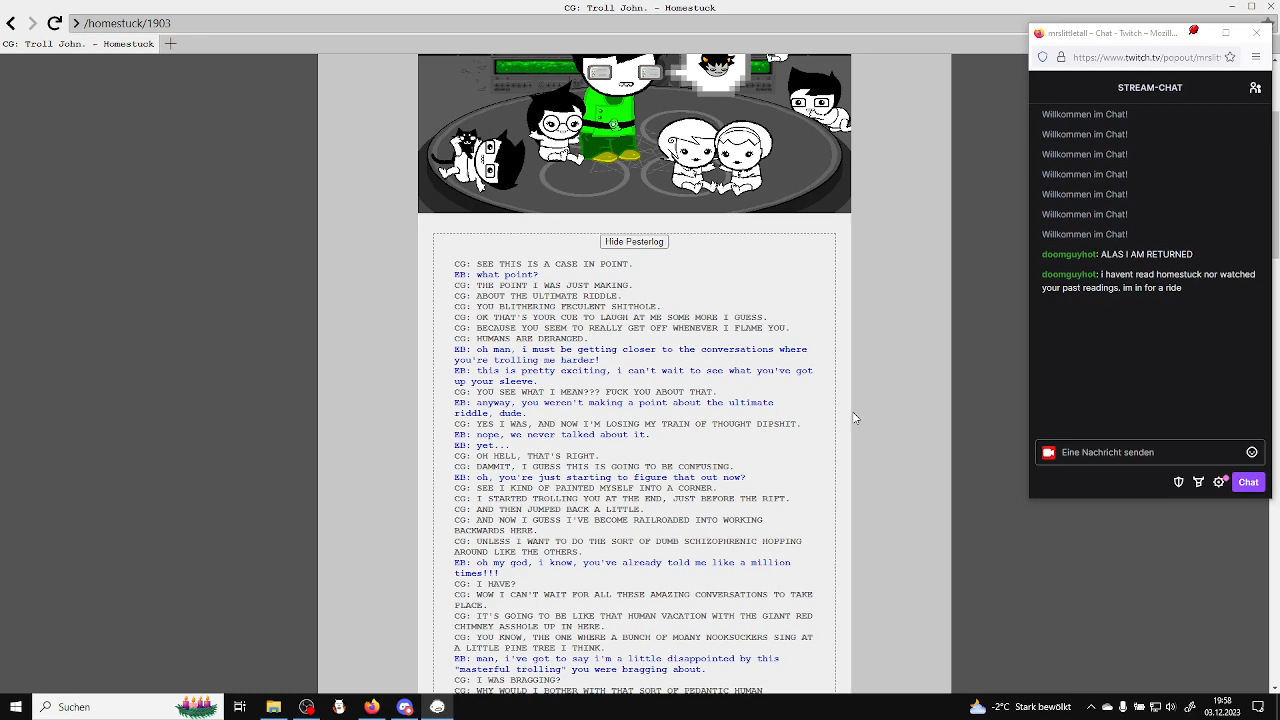 CG: Troll John. - Homestuck
/homestuck/1903
CG: Troll John. - Homestuck
mrslittletall – Chat - Twitch — Mozill...
https://www.twitch.tv/popout/
STREAM-CHAT
Willkommen im Chat!
Willkommen im Chat!
Willkommen im Chat!
Willkommen im Chat!
Willkommen im Chat!
Willkommen im Chat!
Willkommen im Chat!
doomguyhot: ALAS I AM RETURNED
doomguyhot: i havent read homestuck nor watched
your past readings. im in for a ride
Eine Nachricht senden
Chat
Hide Pesterlog
CG: SEE THIS IS A CASE IN POINT.
EB: what point?
CG: THE POINT I WAS JUST MAKING.
CG: ABOUT THE ULTIMATE RIDDLE.
CG: YOU BLITHERING FECULENT SHITHOLE.
CG: OK THAT'S YOUR CUE TO LAUGH AT ME SOME MORE I GUESS.
CG: BECAUSE YOU SEEM TO REALLY GET OFF WHENEVER I FLAME YOU.
CG: HUMANS ARE DERANGED.
EB: oh man, i must be getting closer to the conversations where
you're trolling me harder!
EB: this is pretty exciting, i can't wait to see what you've got
up your sleeve.
CG: YOU SEE WHAT I MEAN??? FUCK YOU ABOUT THAT.
EB: anyway, you weren't making a point about the ultimate
riddle, dude.
CG: YES I WAS, AND NOW I'M LOSING MY TRAIN OF THOUGHT DIPSHIT.
EB: nope, we never talked about it.
EB: yet...
CG: OH HELL, THAT'S RIGHT.
CG: DAMMIT, I GUESS THIS IS GOING TO BE CONFUSING.
EB: oh, you're just starting to figure that out now?
CG: SEE I KIND OF PAINTED MYSELF INTO A CORNER.
CG: I STARTED TROLLING YOU AT THE END, JUST BEFORE THE RIFT.
CG: AND THEN JUMPED BACK A LITTLE.
CG: AND NOW I GUESS I'VE BECOME RAILROADED INTO WORKING
BACKWARDS HERE.
CG: UNLESS I WANT TO DO THE SORT OF DUMB SCHIZOPHRENIC HOPPING
AROUND LIKE THE OTHERS.
EB: oh my god, i know, you've already told me like a million
times!!!
CG: I HAVE?
CG: WOW I CAN'T WAIT FOR ALL THESE AMAZING CONVERSATIONS TO TAKE
PLACE.
CG: IT'S GOING TO BE LIKE THAT HUMAN VACATION WITH THE GIANT RED
CHIMNEY ASSHOLE UP IN HERE.
CG: YOU KNOW, THE ONE WHERE A BUNCH OF MOANY NOOKSUCKERS SING AT
A LITTLE PINE TREE I THINK.
EB: man, i've got to say i'm a little disappointed by this
"masterful trolling" you were bragging about.
CG: I WAS BRAGGING?
CG: WHY WOULD I BOTHER WITH THAT SORT OF PEDANTIC HUMAN
Suchen
-2°C Stark bewölkt
19:58
03.12.2023